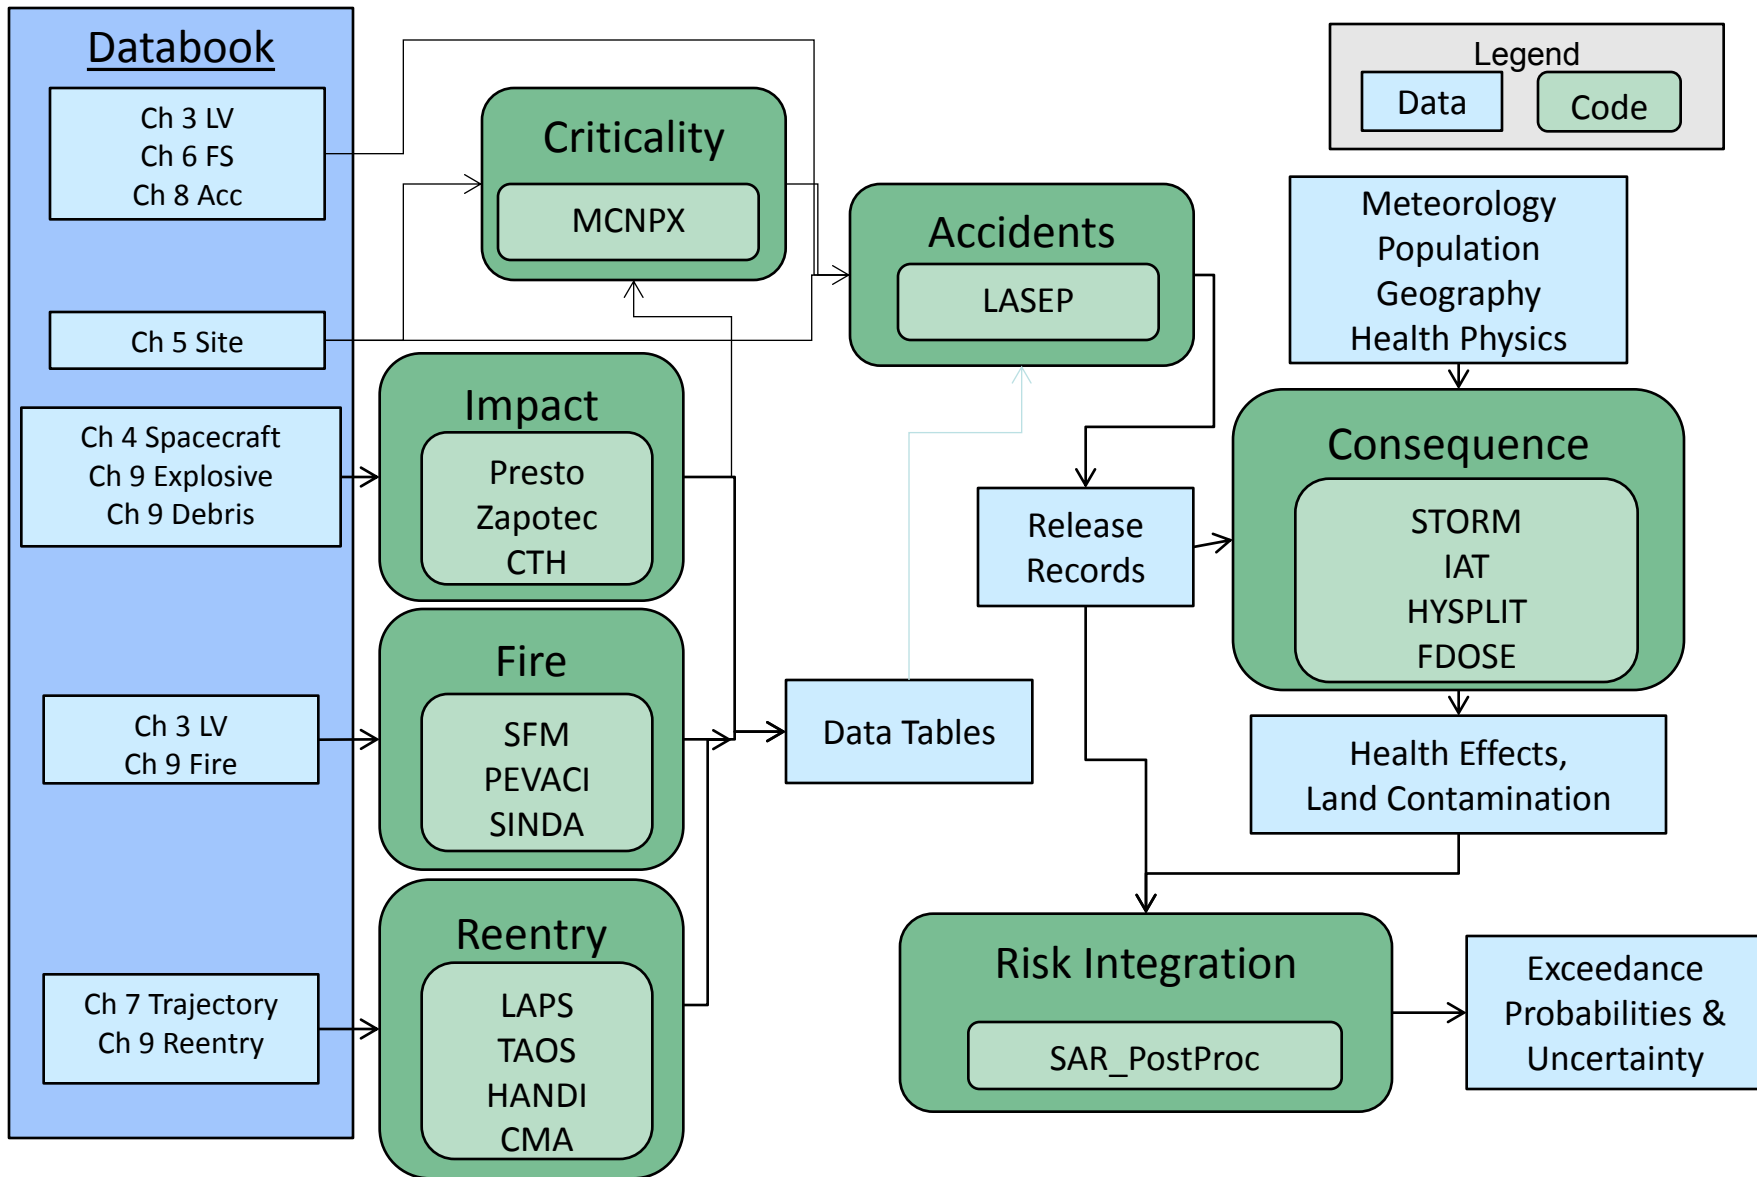 Databook
Ch 3 LV
Ch 6 FS
Ch 8 Acc
Ch 5 Site
Ch 4 Spacecraft
Ch 9 Explosive
Ch 9 Debris
Ch 3 LV
Ch 9 Fire
Ch 7 Trajectory
Ch 9 Reentry
Criticality
MCNPX
Impact
Presto
Zapotec
CTH
Fire
SFM
PEVACI
SINDA
Reentry
LAPS
TAOS
HANDI
CMA
Data Tables
Accidents
LASEP
Release
Records
Legend
Data
Code
Meteorology
Population
Geography
Health Physics
Consequence
STORM
IAT
HYSPLIT
FDOSE
Health Effects,
Land Contamination
Risk Integration
SAR_PostProc
Exceedance
Probabilities &
Uncertainty